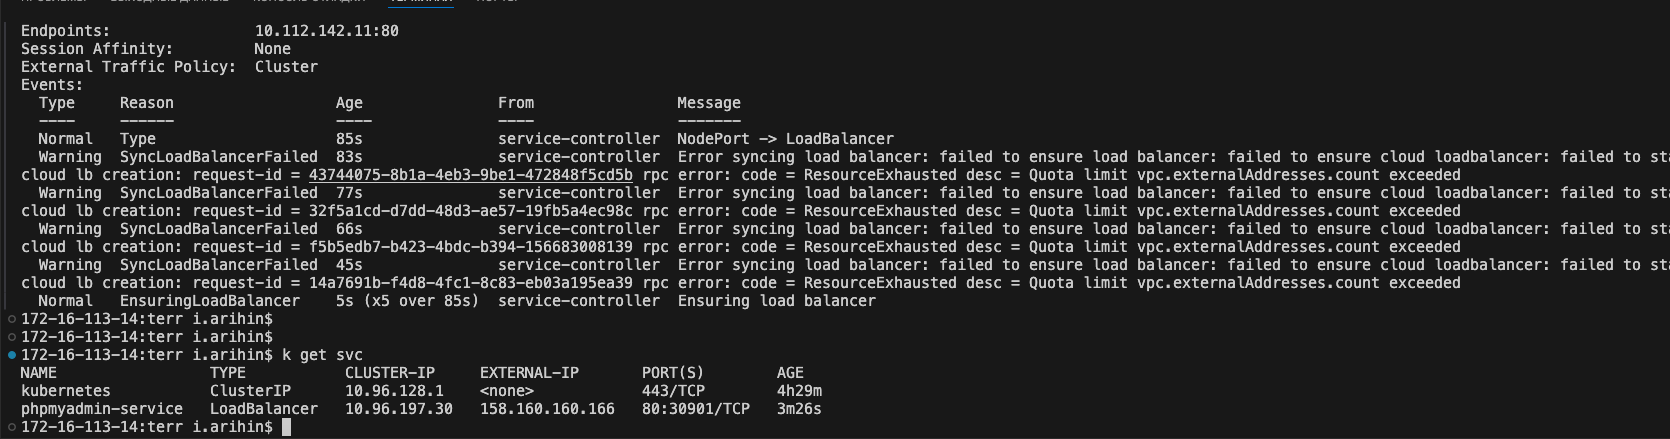 ТЕРМИНАЛ
Endpoints: 10.112.142.11:80
Session Affinity: None
External Traffic Policy: Cluster
Events:
Type Reason Age From Message
---- ------ ---- ---- -------
Normal Type 85s service-controller NodePort -> LoadBalancer
Warning SyncLoadBalancerFailed 83s service-controller Error syncing load balancer: failed to ensure load balancer: failed to ensure cloud loadbalancer: failed to sta
cloud lb creation: request-id = 43744075-8b1a-4eb3-9be1-472848f5cd5b rpc error: code = ResourceExhausted desc = Quota limit vpc.externalAddresses.count exceeded
Warning SyncLoadBalancerFailed 77s service-controller Error syncing load balancer: failed to ensure load balancer: failed to ensure cloud loadbalancer: failed to sta
cloud lb creation: request-id = 32f5a1cd-d7dd-48d3-ae57-19fb5a4ec98c rpc error: code = ResourceExhausted desc = Quota limit vpc.externalAddresses.count exceeded
Warning SyncLoadBalancerFailed 66s service-controller Error syncing load balancer: failed to ensure load balancer: failed to ensure cloud loadbalancer: failed to sta
cloud lb creation: request-id = f5b5edb7-b423-4bdc-b394-156683008139 rpc error: code = ResourceExhausted desc = Quota limit vpc.externalAddresses.count exceeded
Warning SyncLoadBalancerFailed 45s service-controller Error syncing load balancer: failed to ensure load balancer: failed to ensure cloud loadbalancer: failed to sta
cloud lb creation: request-id = 14a7691b-f4d8-4fc1-8c83-eb03a195ea39 rpc error: code = ResourceExhausted desc = Quota limit vpc.externalAddresses.count exceeded
Normal EnsuringLoadBalancer 5s (x5 over 85s) service-controller Ensuring load balancer
172-16-113-14:terr i.arihin$
172-16-113-14:terr i.arihin$
172-16-113-14:terr i.arihin$ k get svc
NAME TYPE CLUSTER-IP EXTERNAL-IP PORT(S) AGE
kubernetes ClusterIP 10.96.128.1 <none> 443/TCP 4h29m
phpmyadmin-service LoadBalancer 10.96.197.30 158.160.160.166 80:30901/TCP 3m26s
172-16-113-14:terr i.arihin$